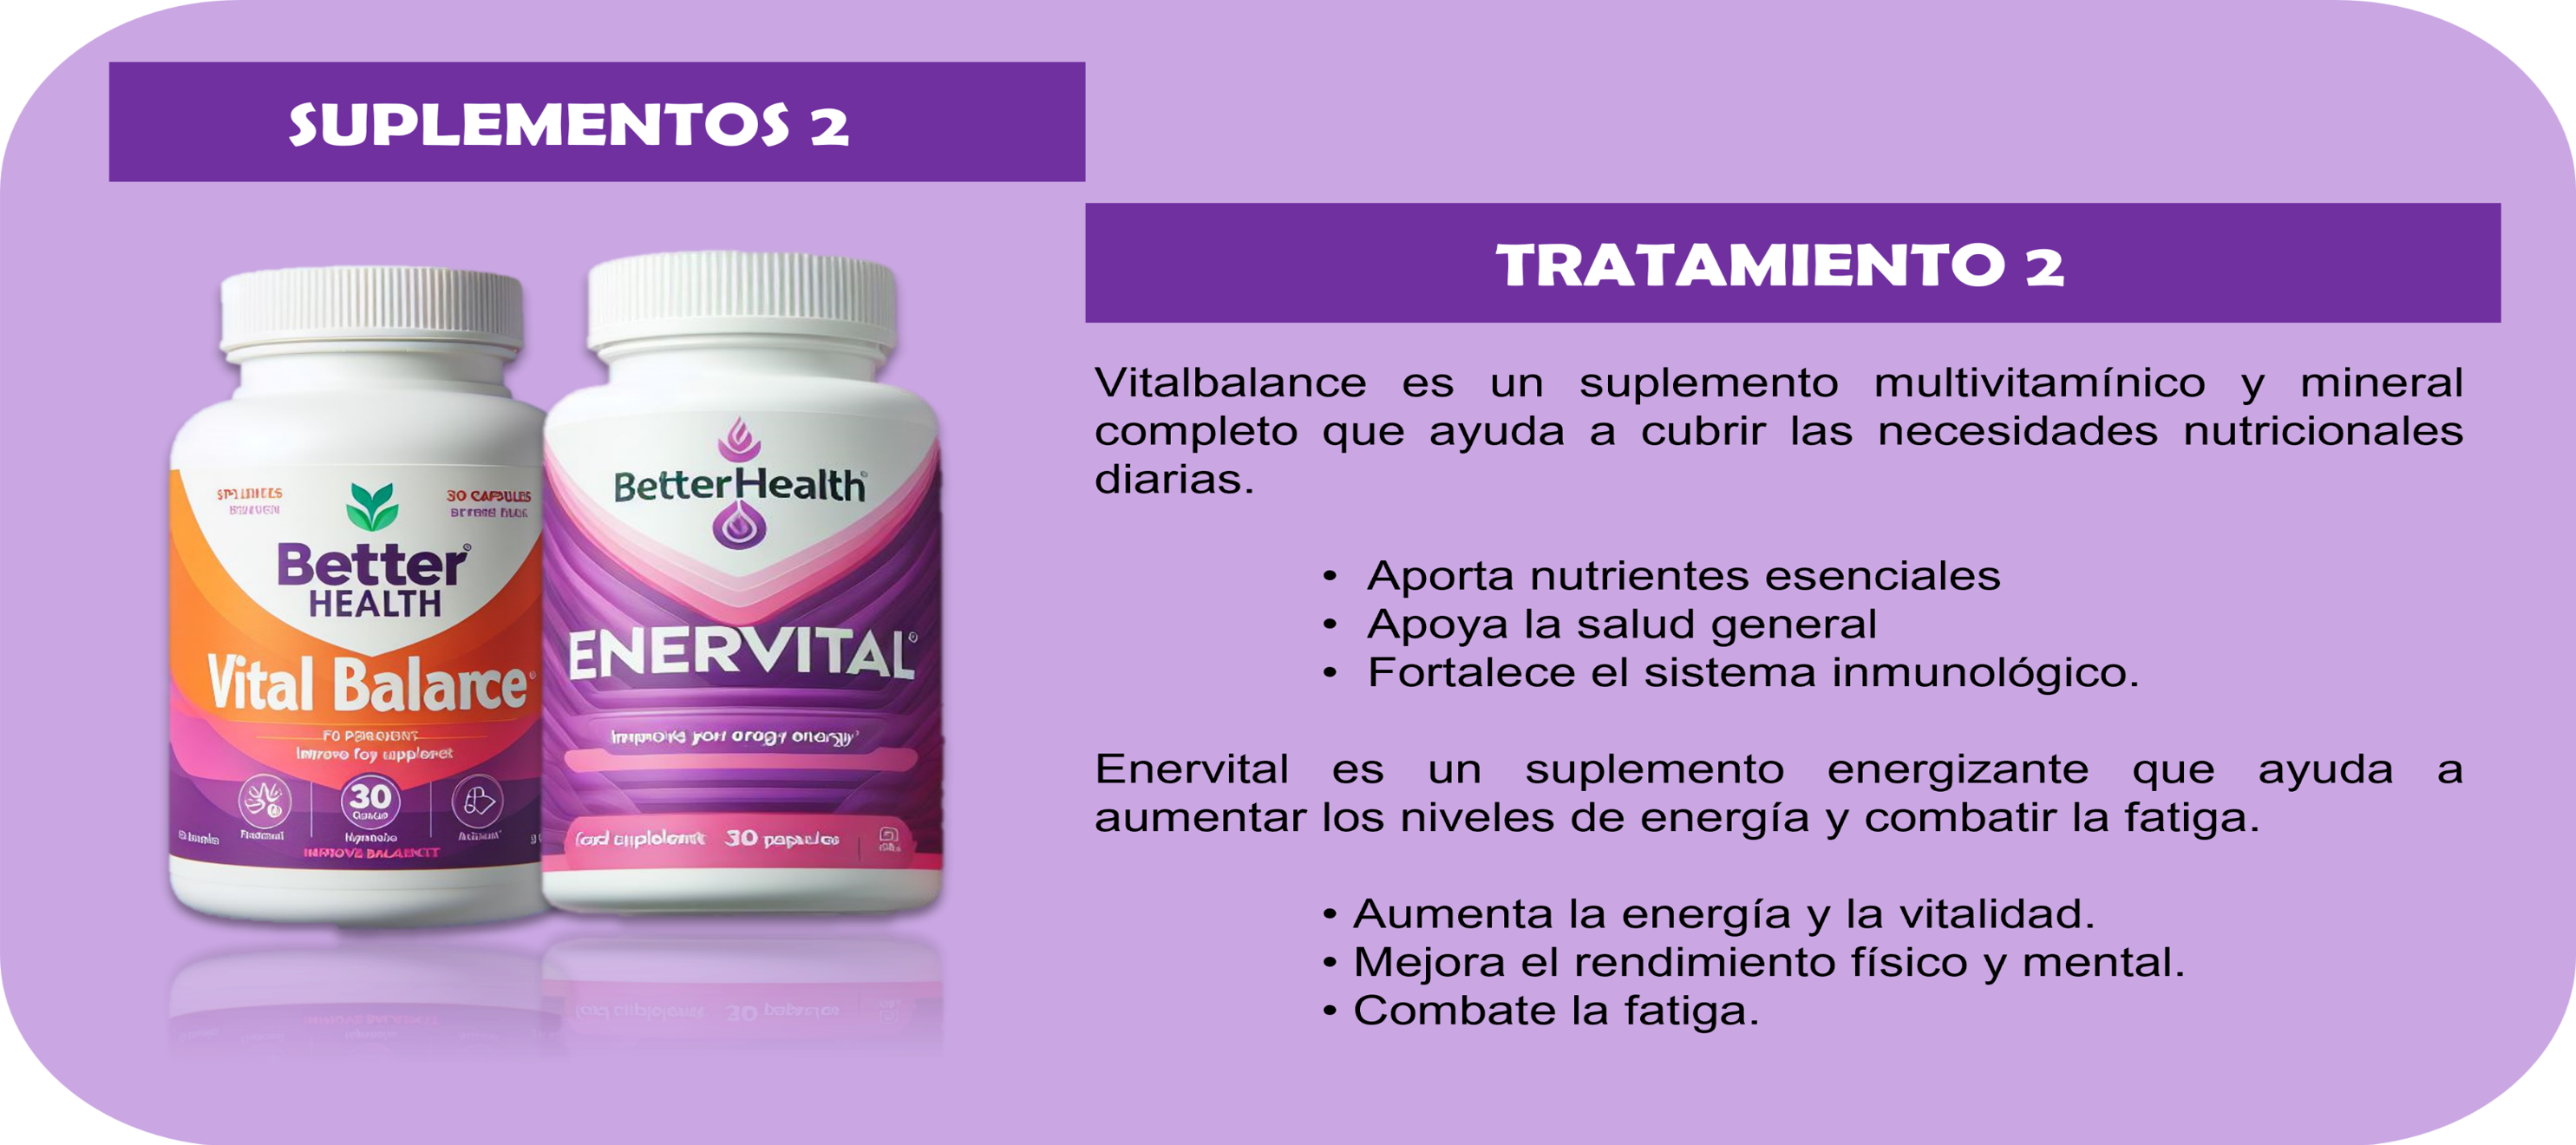 SUPLEMENTOS 2
TRATAMIENTO 2
30 CAPSULES
Better
HEALTH
Vital Balance
30
BetterHealth
ENERVITAL
30
Vitalbalance es un suplemento multivitamínico y mineral
completo que ayuda a cubrir las necesidades nutricionales
diarias.
• Aporta nutrientes esenciales
• Apoya la salud general
• Fortalece el sistema inmunológico.
Enervital es un suplemento energizante que ayuda a
aumentar los niveles de energía y combatir la fatiga.
• Aumenta la energía y la vitalidad.
• Mejora el rendimiento físico y mental.
• Combate la fatiga.